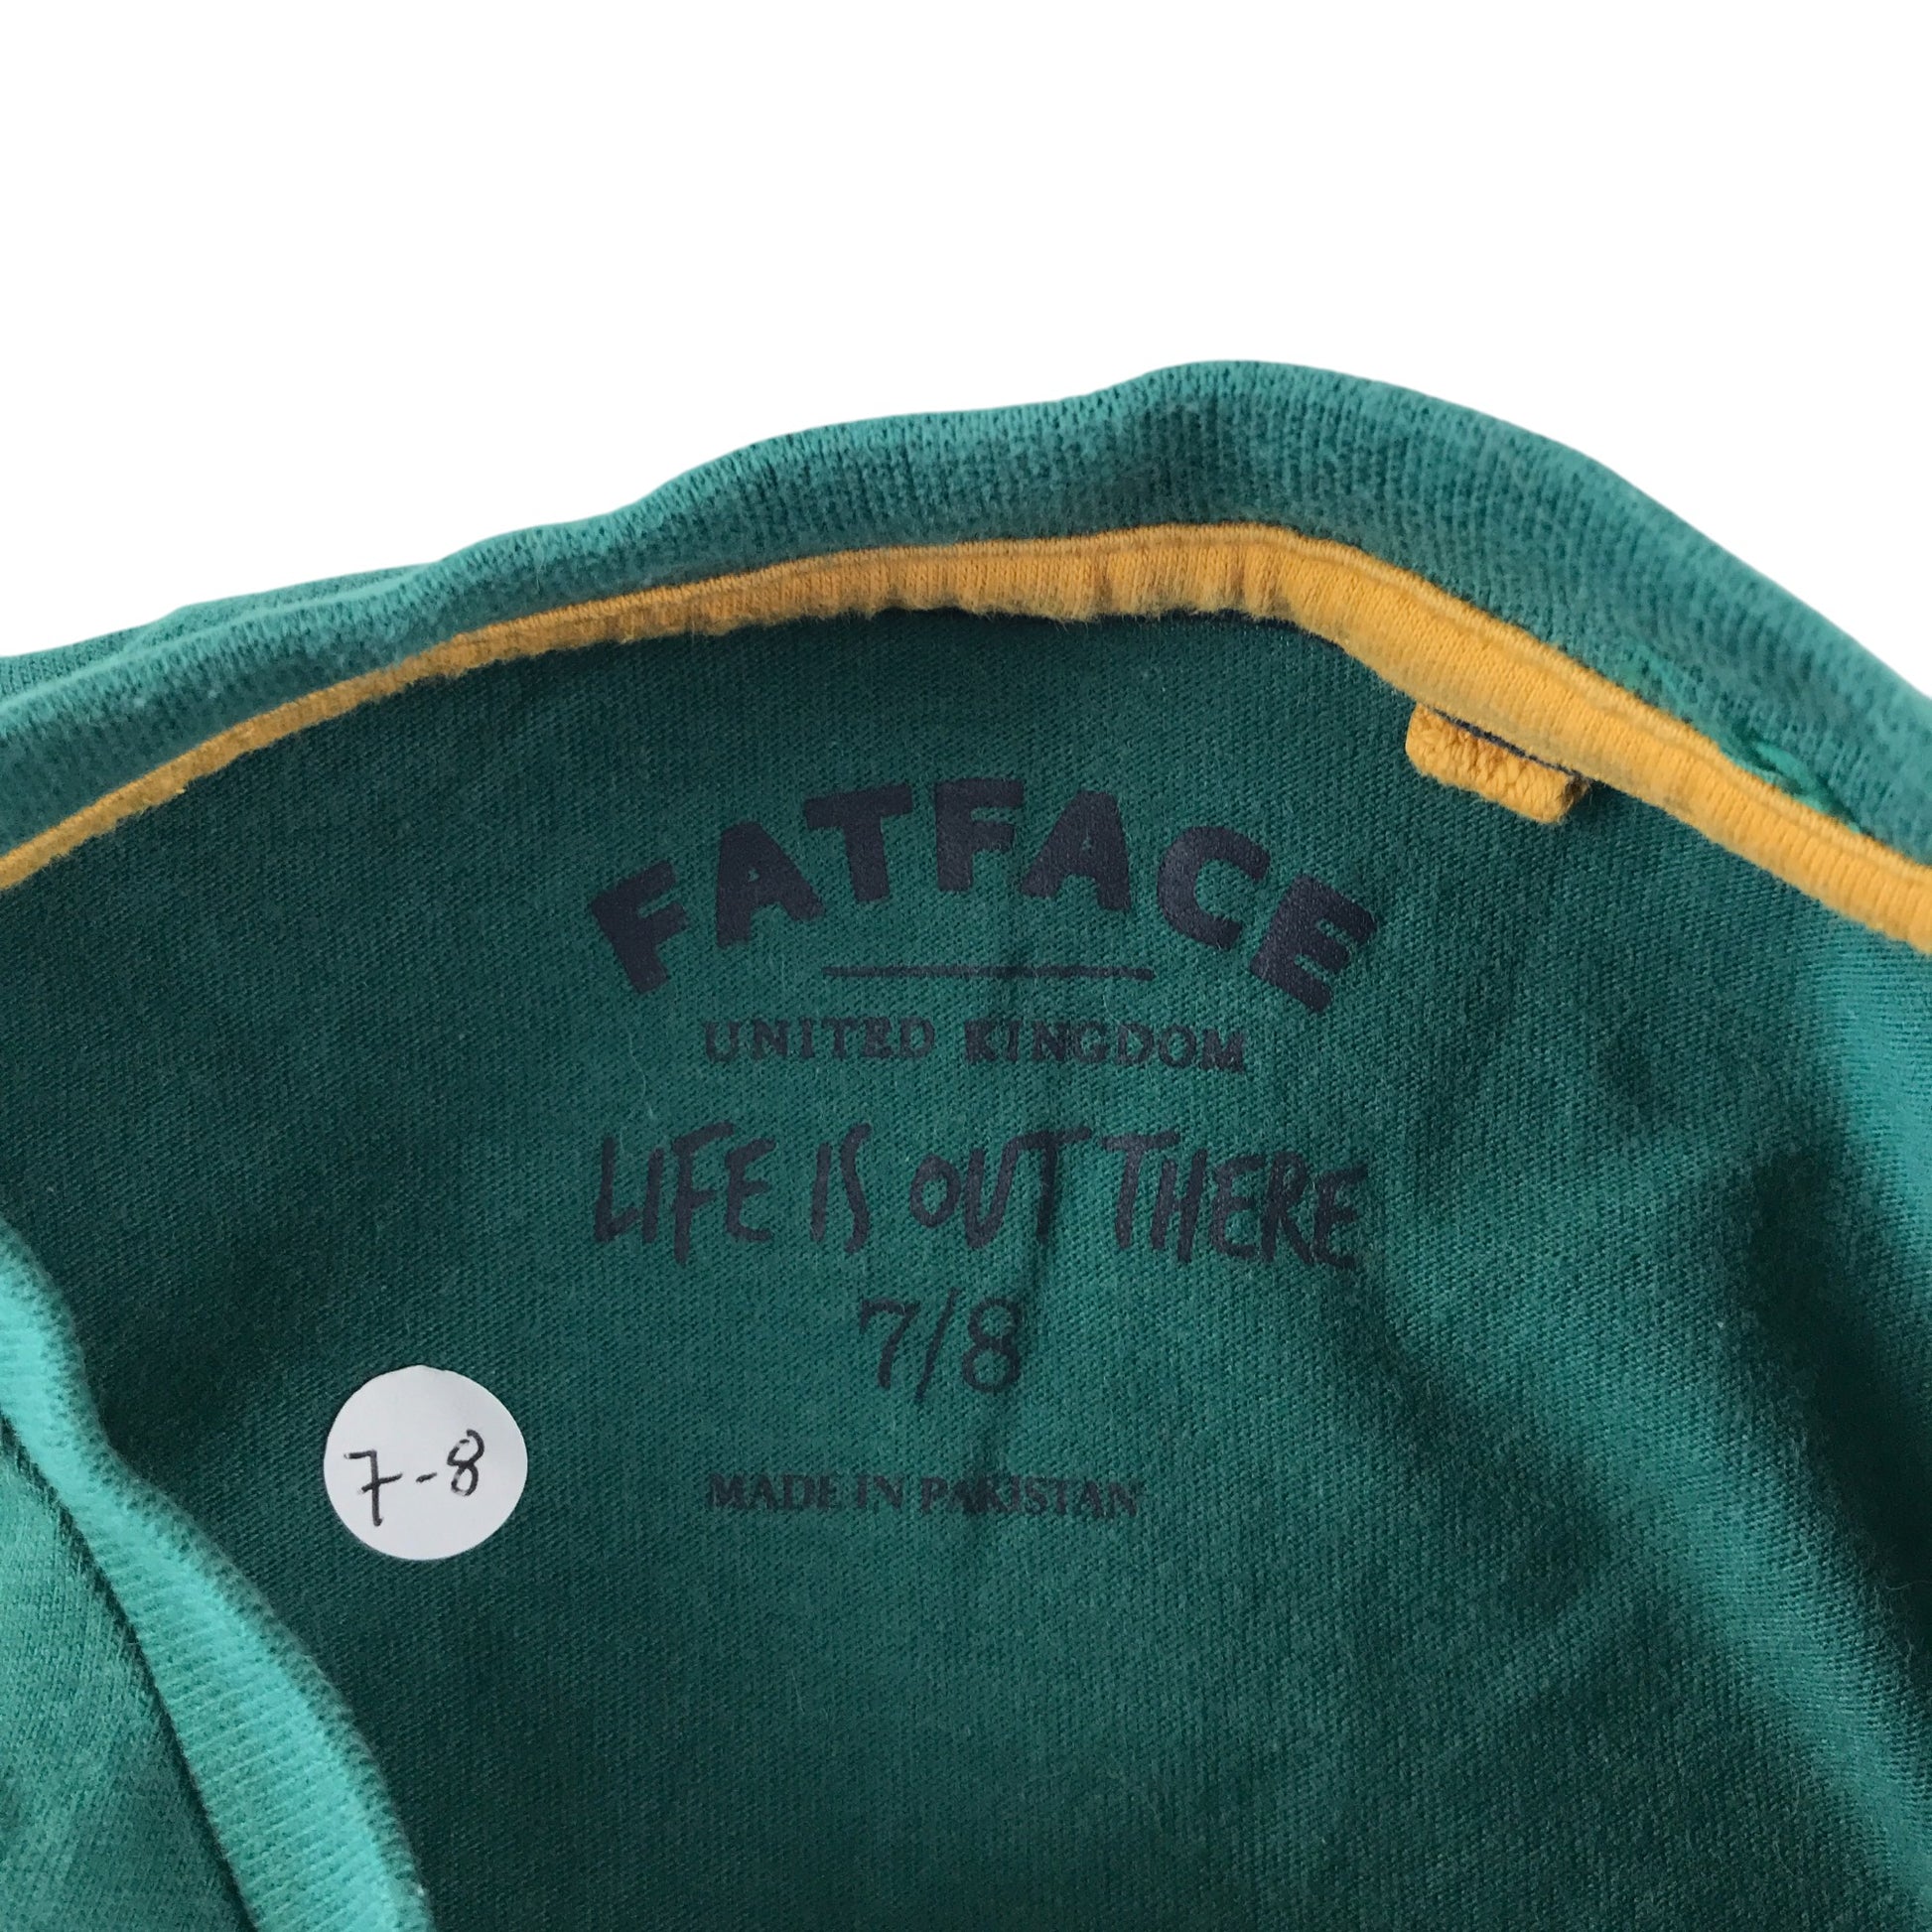 FATFACE
UNITED KINGDOM
LIFE IS OUT THERE
7/8
7-8
MADE IN PAKISTAN